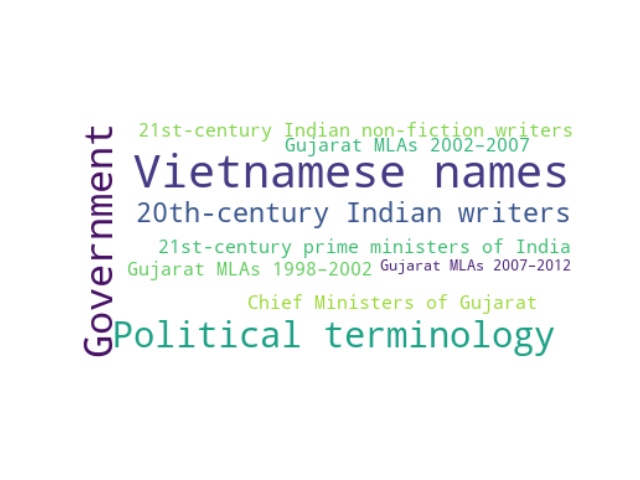 Government
21st-century Indian non-fiction writers
Gujarat MLAs 2002–2007
Vietnamese names
20th-century Indian writers
21st-century prime ministers of India
Gujarat MLAs 1998–2002
Gujarat MLAs 2007–2012
Chief Ministers of Gujarat
Political terminology